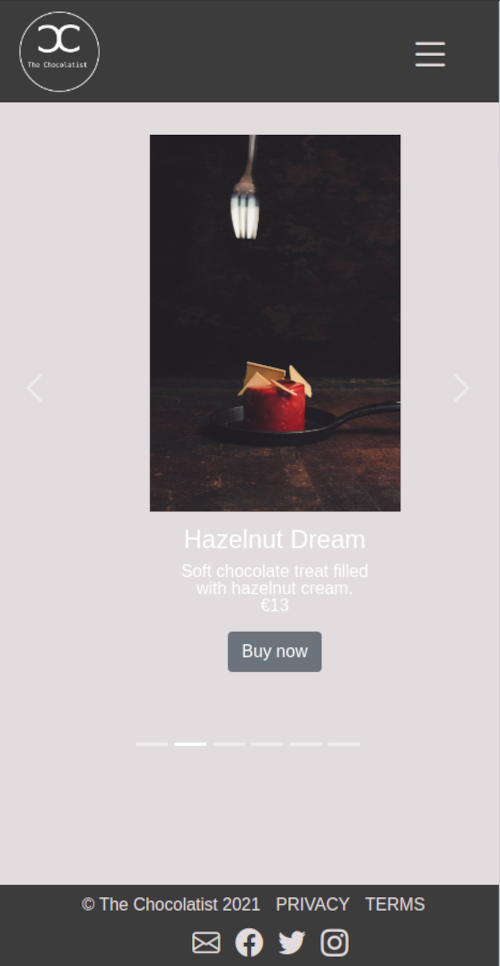 The Chocolatist
Hazelnut Dream
Soft chocolate treat filled
with hazelnut cream.
€13
Buy now
© The Chocolatist 2021 PRIVACY TERMS